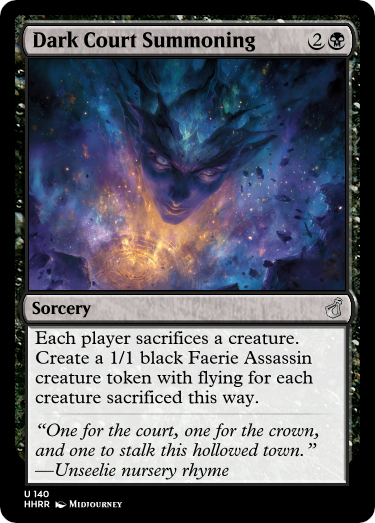 Dark Court Summoning 2
Sorcery
Each player sacrifices a creature.
Create a 1/1 black Faerie Assassin
creature token with flying for each
creature sacrificed this way.
“One for the court, one for the crown,
and one to stalk this hollowed town.”
—Unseelie nursery rhyme
U 140
HHRR Midjourney